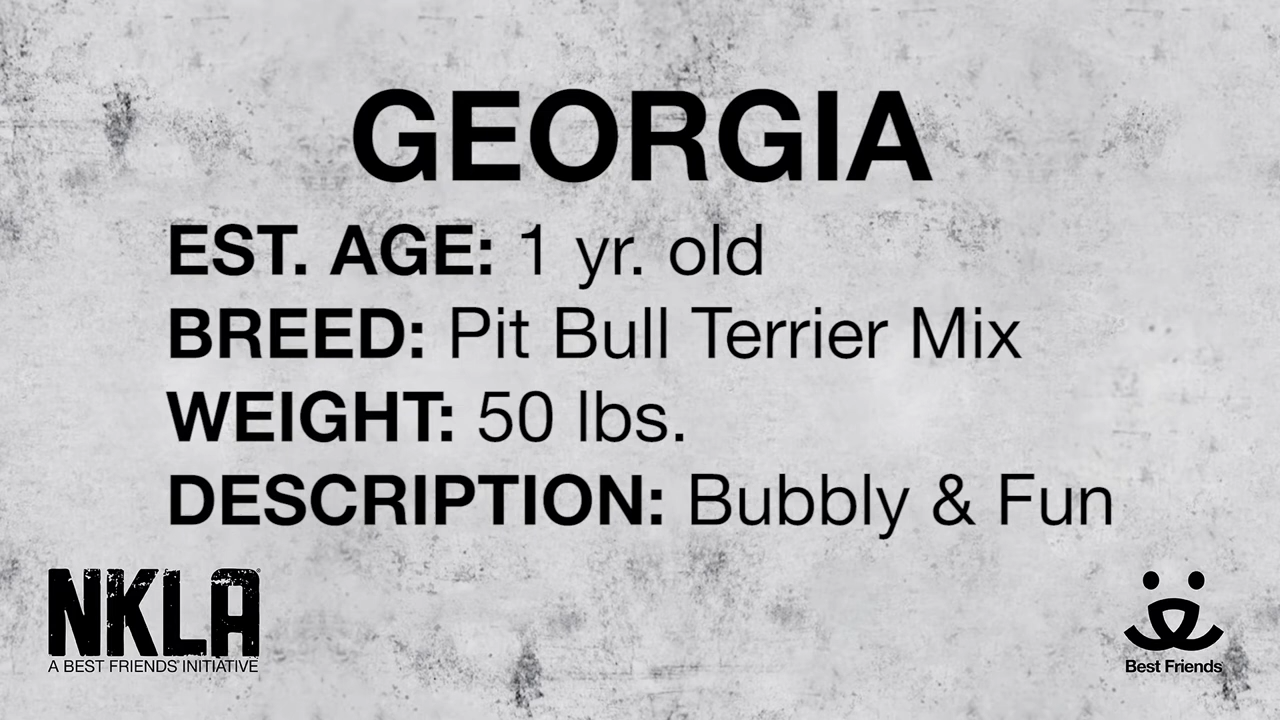 GEORGIA
EST. AGE: 1 yr. old
BREED: Pit Bull Terrier Mix
WEIGHT: 50 lbs.
DESCRIPTION: Bubbly & Fun
NKLA
A BEST FRIENDS INITIATIVE
Best Friends